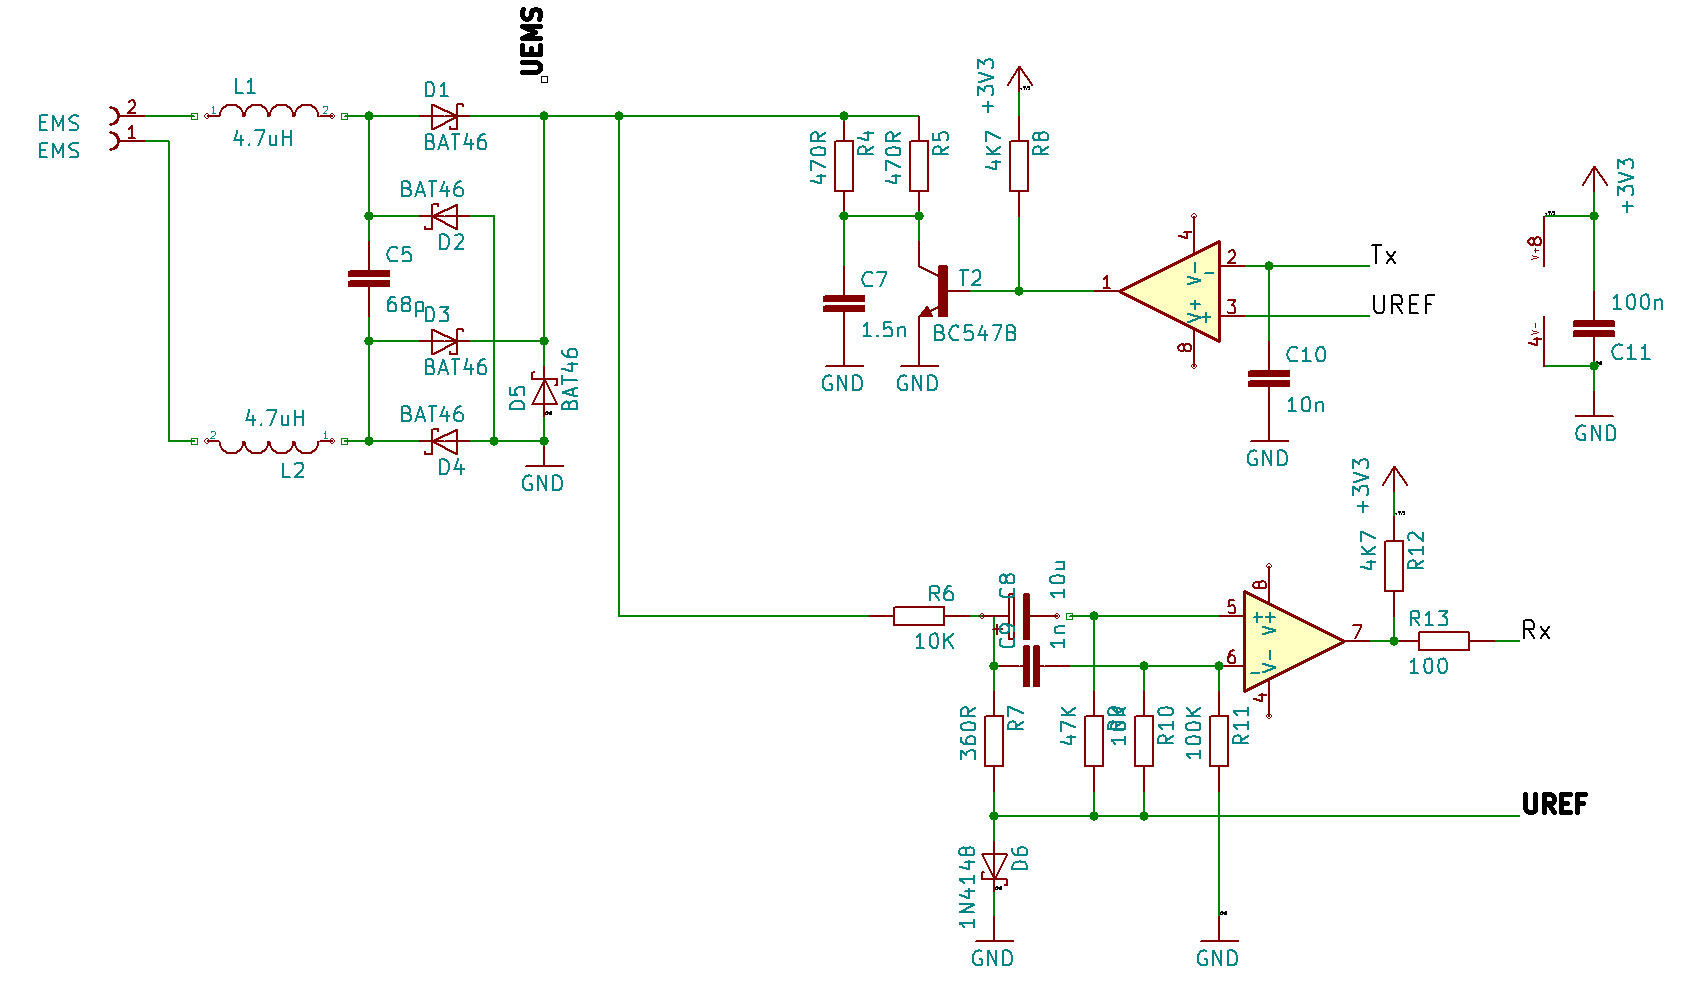 UEMS
EMS
EMS
2
1
L1
1
2
4.7uH
D1
BAT46
BAT46
D2
C5
68p
D3
BAT46
BAT46
D4
4.7uH
2
1
L2
D5
BAT46
GND
470R
R4
470R
R5
+3V3
4K7
R8
C7
1.5n
GND
T2
BC547B
GND
1
4
V-
-
2
V+
+
3
8
Tx
UREF
C10
10n
GND
+3V3
V+
8
4
V-
100n
C11
GND
R6
10K
C8
10u
+
C9
1n
360R
R7
47K
R10
100K
R11
5
6
8
+
V+
-
V-
4
7
+3V3
4K7
R12
R13
100
Rx
UREF
1N4148
D6
GND
GND